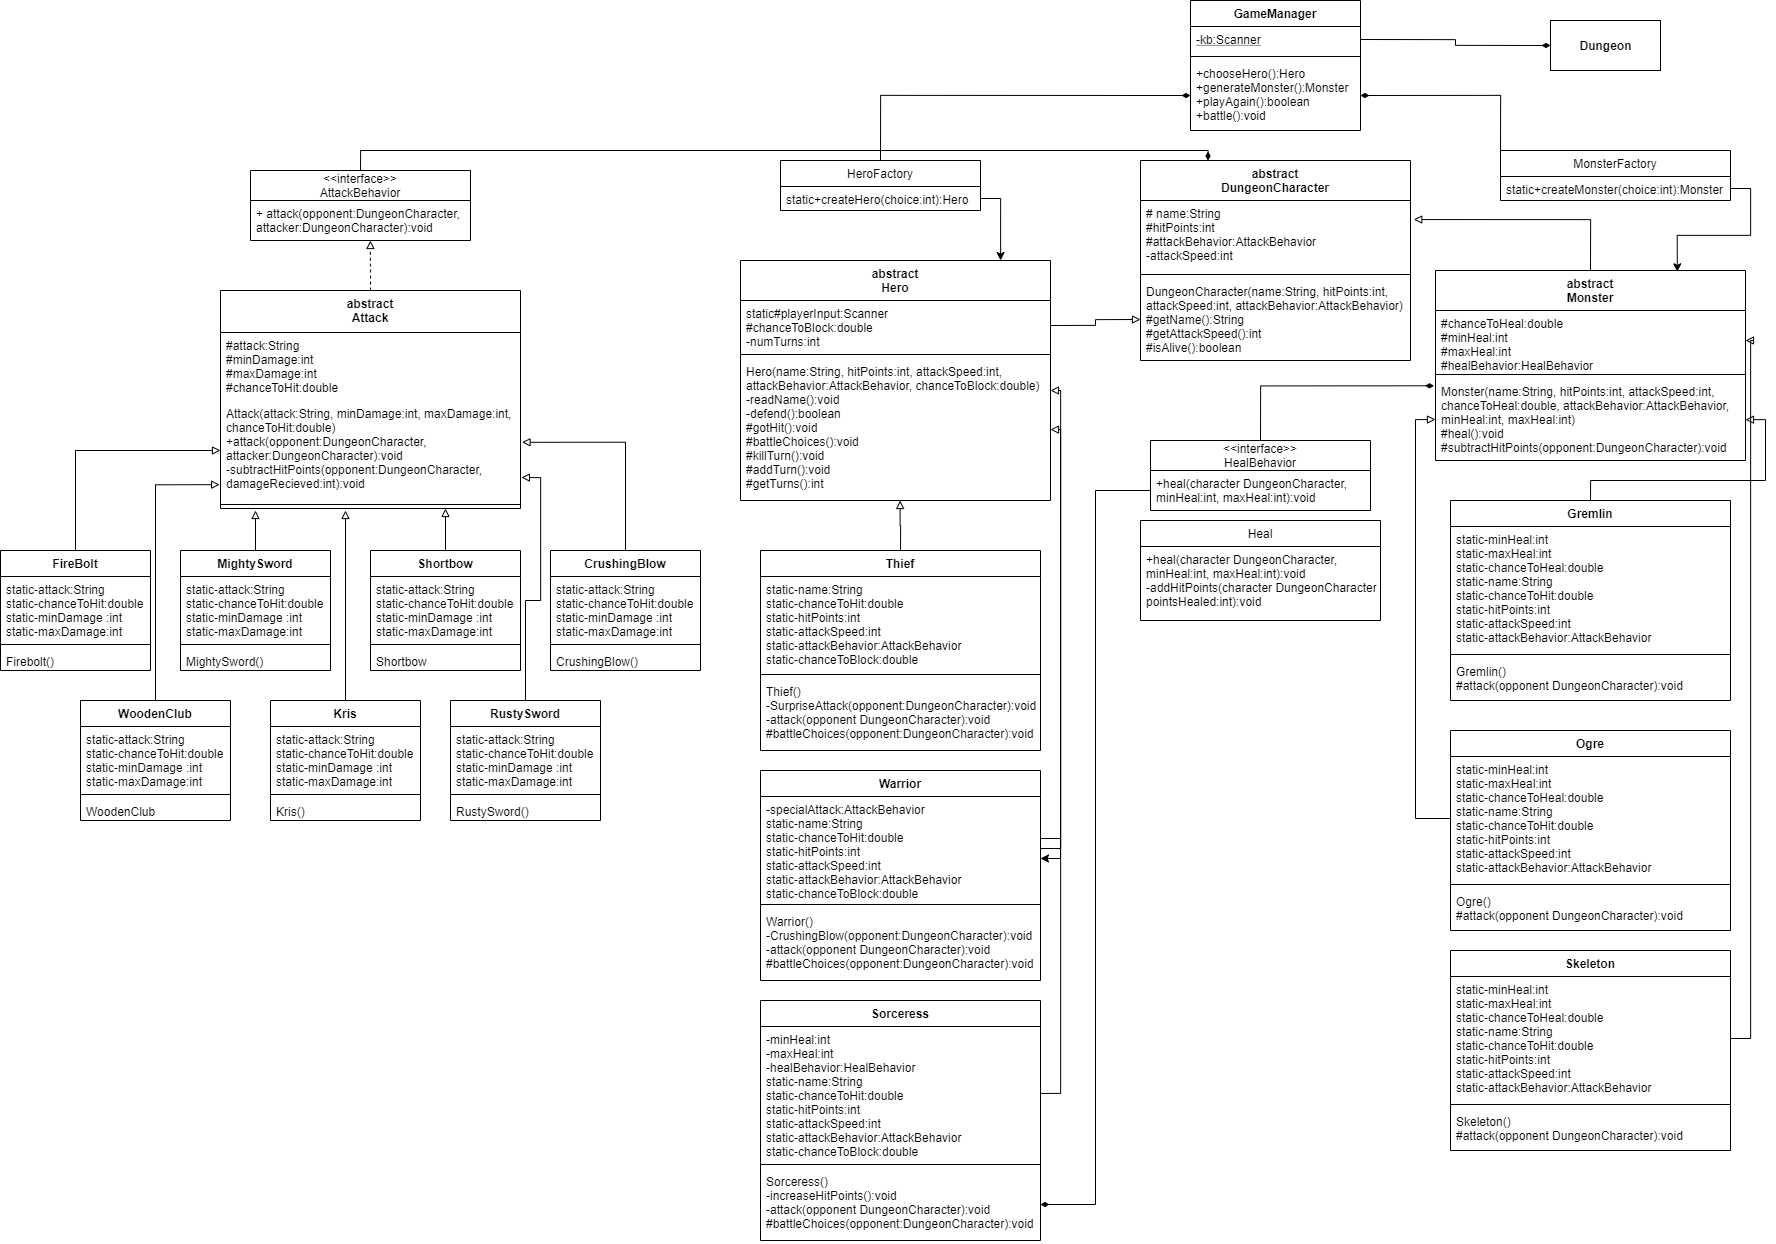 GameManager
-kb:Scanner
+chooseHero():Hero
+generateMonster():Monster
+playAgain():boolean
+battle():void
Dungeon
<<interface>>
AttackBehavior
+ attack(opponent:DungeonCharacter,
attacker:DungeonCharacter):void
HeroFactory
static+createHero(choice:int):Hero
abstract
DungeonCharacter
# name:String
#hitPoints:int
#attackBehavior:AttackBehavior
-attackSpeed:int
DungeonCharacter(name:String, hitPoints:int,
attackSpeed:int, attackBehavior:AttackBehavior)
#getName():String
#getAttackSpeed():int
#isAlive():boolean
MonsterFactory
static+createMonster(choice:int):Monster
abstract
Attack
#attack:String
#minDamage:int
#maxDamage:int
#chanceToHit:double
Attack(attack:String, minDamage:int, maxDamage:int,
chanceToHit:double)
+attack(opponent:DungeonCharacter,
attacker:DungeonCharacter):void
-subtractHitPoints(opponent:DungeonCharacter,
damageRecieved:int):void
abstract
Hero
static#playerInput:Scanner
#chanceToBlock:double
-numTurns:int
Hero(name:String, hitPoints:int, attackSpeed:int,
attackBehavior:AttackBehavior, chanceToBlock:double)
-readName():void
-defend():boolean
#gotHit():void
#battleChoices():void
#killTurn():void
#addTurn():void
#getTurns():int
abstract
Monster
#chanceToHeal:double
#minHeal:int
#maxHeal:int
#healBehavior:HealBehavior
Monster(name:String, hitPoints:int, attackSpeed:int,
chanceToHeal:double, attackBehavior:AttackBehavior,
minHeal:int, maxHeal:int)
#heal():void
#subtractHitPoints(opponent:DungeonCharacter):void
<<interface>>
HealBehavior
+heal(character DungeonCharacter,
minHeal:int, maxHeal:int):void
Heal
+heal(character DungeonCharacter,
minHeal:int, maxHeal:int):void
-addHitPoints(character DungeonCharacter
pointsHealed:int):void
FireBolt
static-attack:String
static-chanceToHit:double
static-minDamage :int
static-maxDamage:int
Firebolt()
MightySword
static-attack:String
static-chanceToHit:double
static-minDamage :int
static-maxDamage:int
MightySword()
Shortbow
static-attack:String
static-chanceToHit:double
static-minDamage :int
static-maxDamage:int
Shortbow
CrushingBlow
static-attack:String
static-chanceToHit:double
static-minDamage :int
static-maxDamage:int
CrushingBlow()
WoodenClub
static-attack:String
static-chanceToHit:double
static-minDamage :int
static-maxDamage:int
WoodenClub
Kris
static-attack:String
static-chanceToHit:double
static-minDamage :int
static-maxDamage:int
Kris()
RustySword
static-attack:String
static-chanceToHit:double
static-minDamage :int
static-maxDamage:int
RustySword()
Thief
static-name:String
static-chanceToHit:double
static-hitPoints:int
static-attackSpeed:int
static-attackBehavior:AttackBehavior
static-chanceToBlock:double
Thief()
-SurpriseAttack(opponent:DungeonCharacter):void
-attack(opponent DungeonCharacter):void
#battleChoices(opponent:DungeonCharacter):void
Warrior
-specialAttack:AttackBehavior
static-name:String
static-chanceToHit:double
static-hitPoints:int
static-attackSpeed:int
static-attackBehavior:AttackBehavior
static-chanceToBlock:double
Warrior()
-CrushingBlow(opponent:DungeonCharacter):void
-attack(opponent DungeonCharacter):void
#battleChoices(opponent:DungeonCharacter):void
Sorceress
-minHeal:int
-maxHeal:int
-healBehavior:HealBehavior
static-name:String
static-chanceToHit:double
static-hitPoints:int
static-attackSpeed:int
static-attackBehavior:AttackBehavior
static-chanceToBlock:double
Sorceress()
-increaseHitPoints():void
-attack(opponent DungeonCharacter):void
#battleChoices(opponent:DungeonCharacter):void
Gremlin
static-minHeal:int
static-maxHeal:int
static-chanceToHeal:double
static-name:String
static-chanceToHit:double
static-hitPoints:int
static-attackSpeed:int
static-attackBehavior:AttackBehavior
Gremlin()
#attack(opponent DungeonCharacter):void
Ogre
static-minHeal:int
static-maxHeal:int
static-chanceToHeal:double
static-name:String
static-chanceToHit:double
static-hitPoints:int
static-attackSpeed:int
static-attackBehavior:AttackBehavior
Ogre()
#attack(opponent DungeonCharacter):void
Skeleton
static-minHeal:int
static-maxHeal:int
static-chanceToHeal:double
static-name:String
static-chanceToHit:double
static-hitPoints:int
static-attackSpeed:int
static-attackBehavior:AttackBehavior
Skeleton()
#attack(opponent DungeonCharacter):void